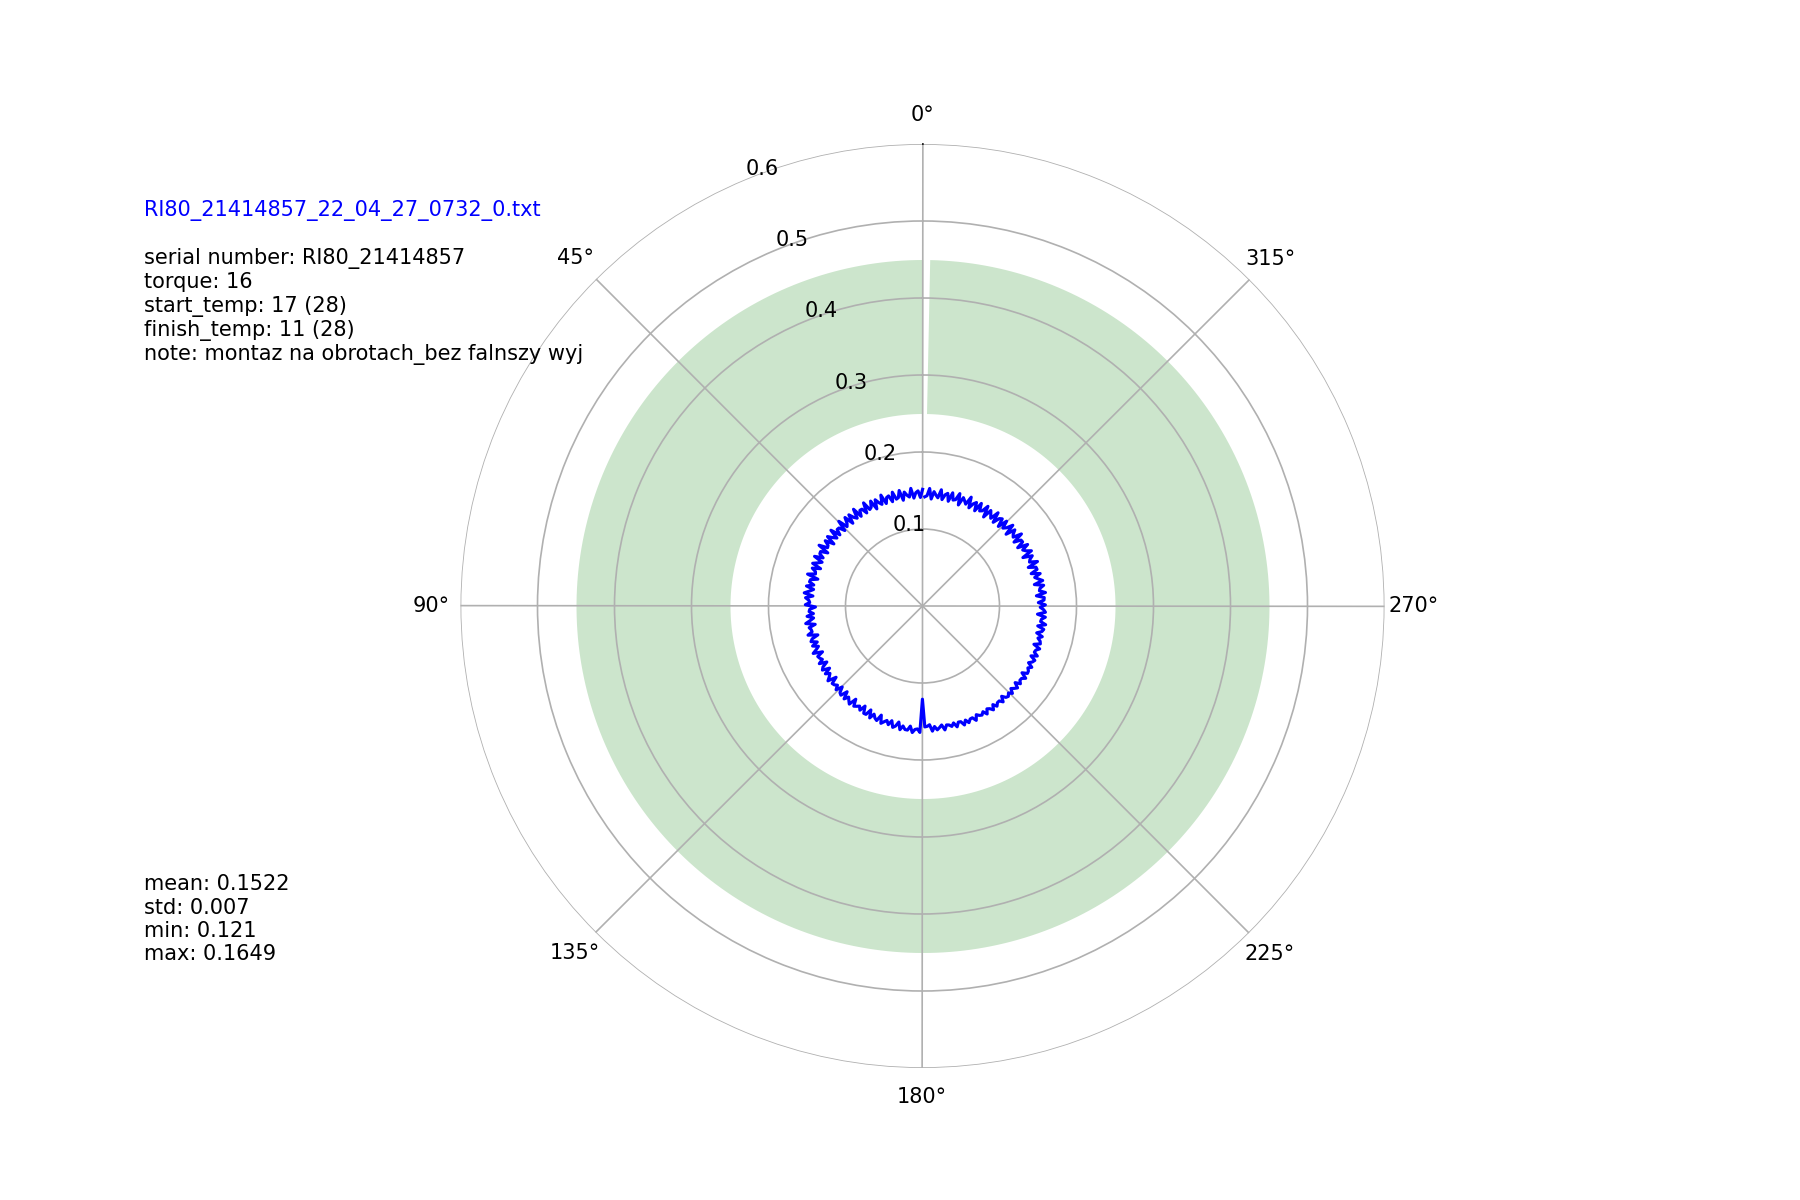 0°
0.6
RI80_21414857_22_04_27_0732_0.txt
0.5
serial number: RI80_21414857
45°
315°
torque: 16
start_temp: 17 (28)
0.4
finish_temp: 11 (28)
note: montaz na obrotach_bez falnszy wyj
0.3
0.2
0.1
90°
270°
mean: 0.1522
std: 0.007
min: 0.121
max: 0.1649
135°
225°
180°